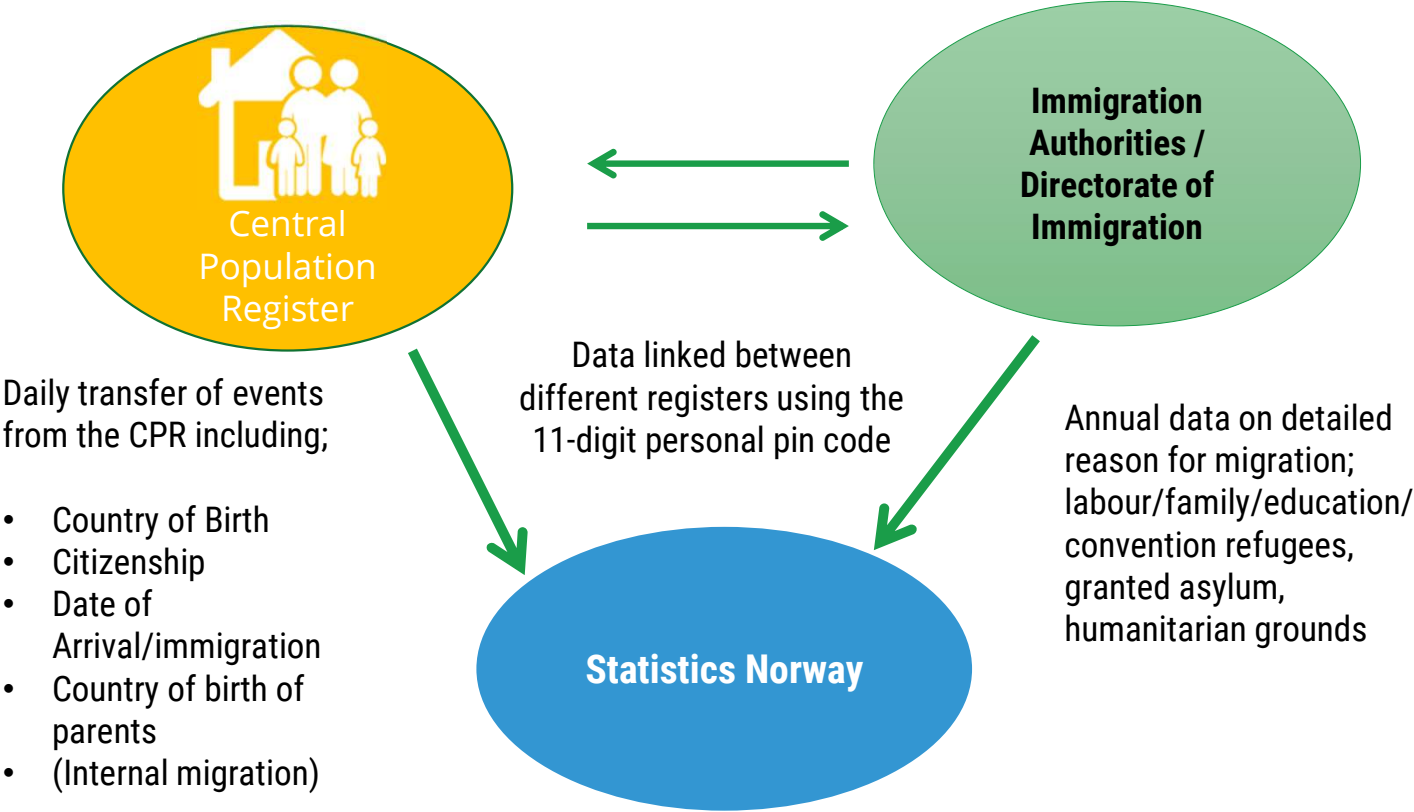 Central
Population
Register
Immigration
Authorities /
Directorate of
Immigration
Data linked between
different registers using the
11-digit personal pin code
Daily transfer of events
from the CPR including;
• Country of Birth
• Citizenship
• Date of
Arrival/immigration
• Country of birth of
parents
• (Internal migration)
Annual data on detailed
reason for migration;
labour/family/education/
convention refugees,
granted asylum,
humanitarian grounds
Statistics Norway